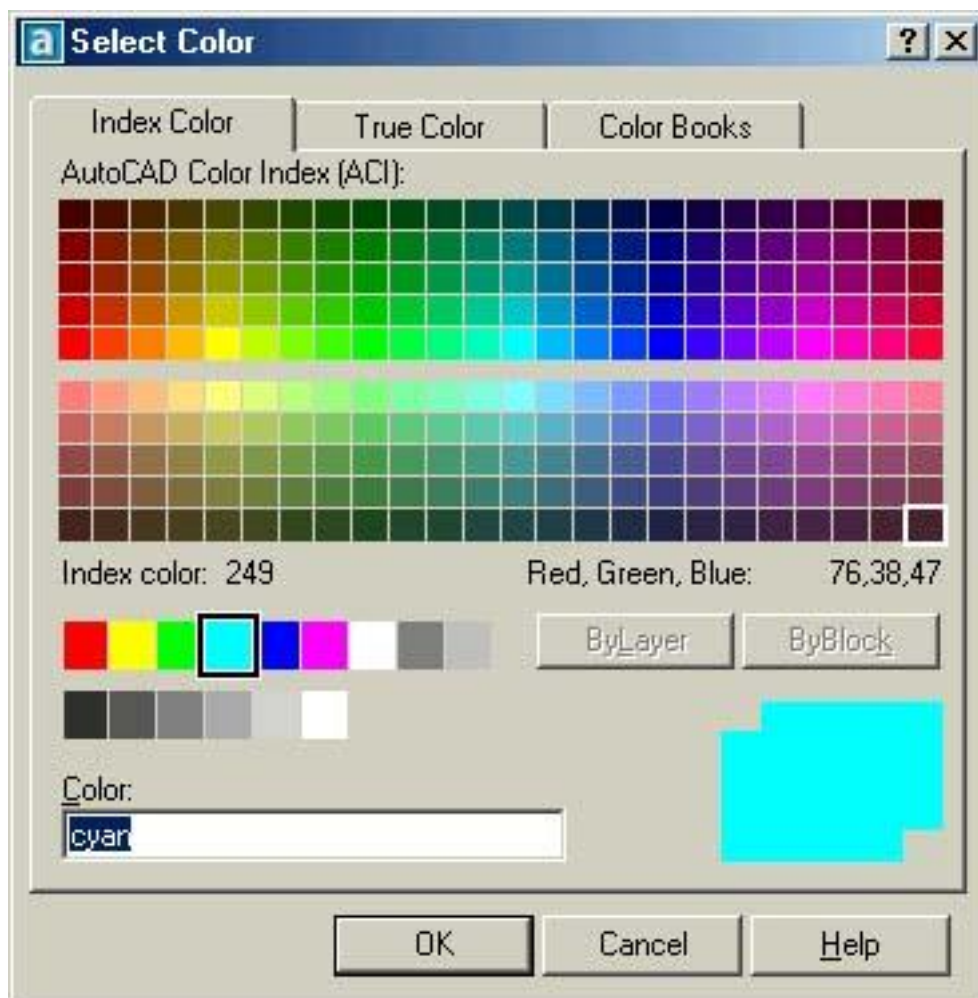 a Select Color ? X
Index Color True Color Color Books
AutoCAD Color Index (ACI):
Index color: 249 Red, Green, Blue: 76,38,47
ByLayer ByBlock
Color:
cyan
OK Cancel Help